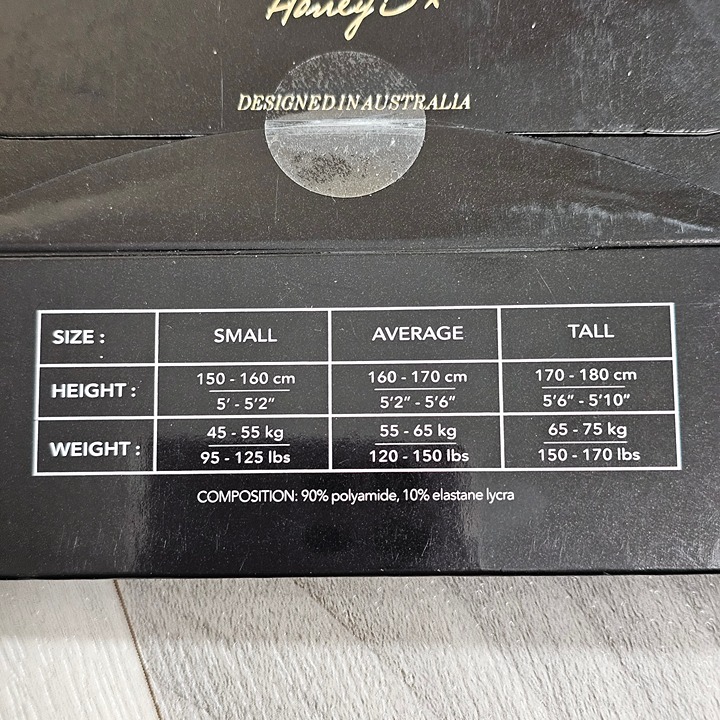 Honey Bx
DESIGNED IN AUSTRALIA
SIZE : SMALL AVERAGE TALL
HEIGHT : 150 - 160 cm 160 - 170 cm 170 - 180 cm
5' - 5'2" 5'2" - 5'6" 5'6" - 5'10"
WEIGHT : 45 - 55 kg 55 - 65 kg 65 - 75 kg
95 - 125 lbs 120 - 150 lbs 150 - 170 lbs
COMPOSITION: 90% polyamide, 10% elastane lycra